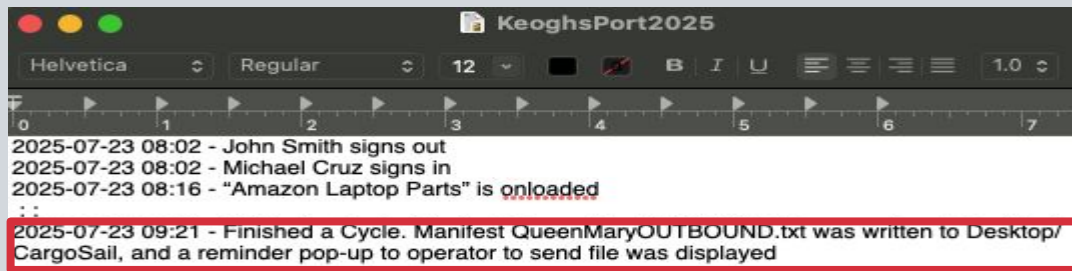 KeoghsPort2025
Helvetica Regular 12 B I U 1.0
0 1 2 3 4 5 6 7
2025-07-23 08:02 - John Smith signs out
2025-07-23 08:02 - Michael Cruz signs in
2025-07-23 08:16 - “Amazon Laptop Parts” is onloaded
: :
2025-07-23 09:21 - Finished a Cycle. Manifest QueenMaryOUTBOUND.txt was written to Desktop/
CargoSail, and a reminder pop-up to operator to send file was displayed